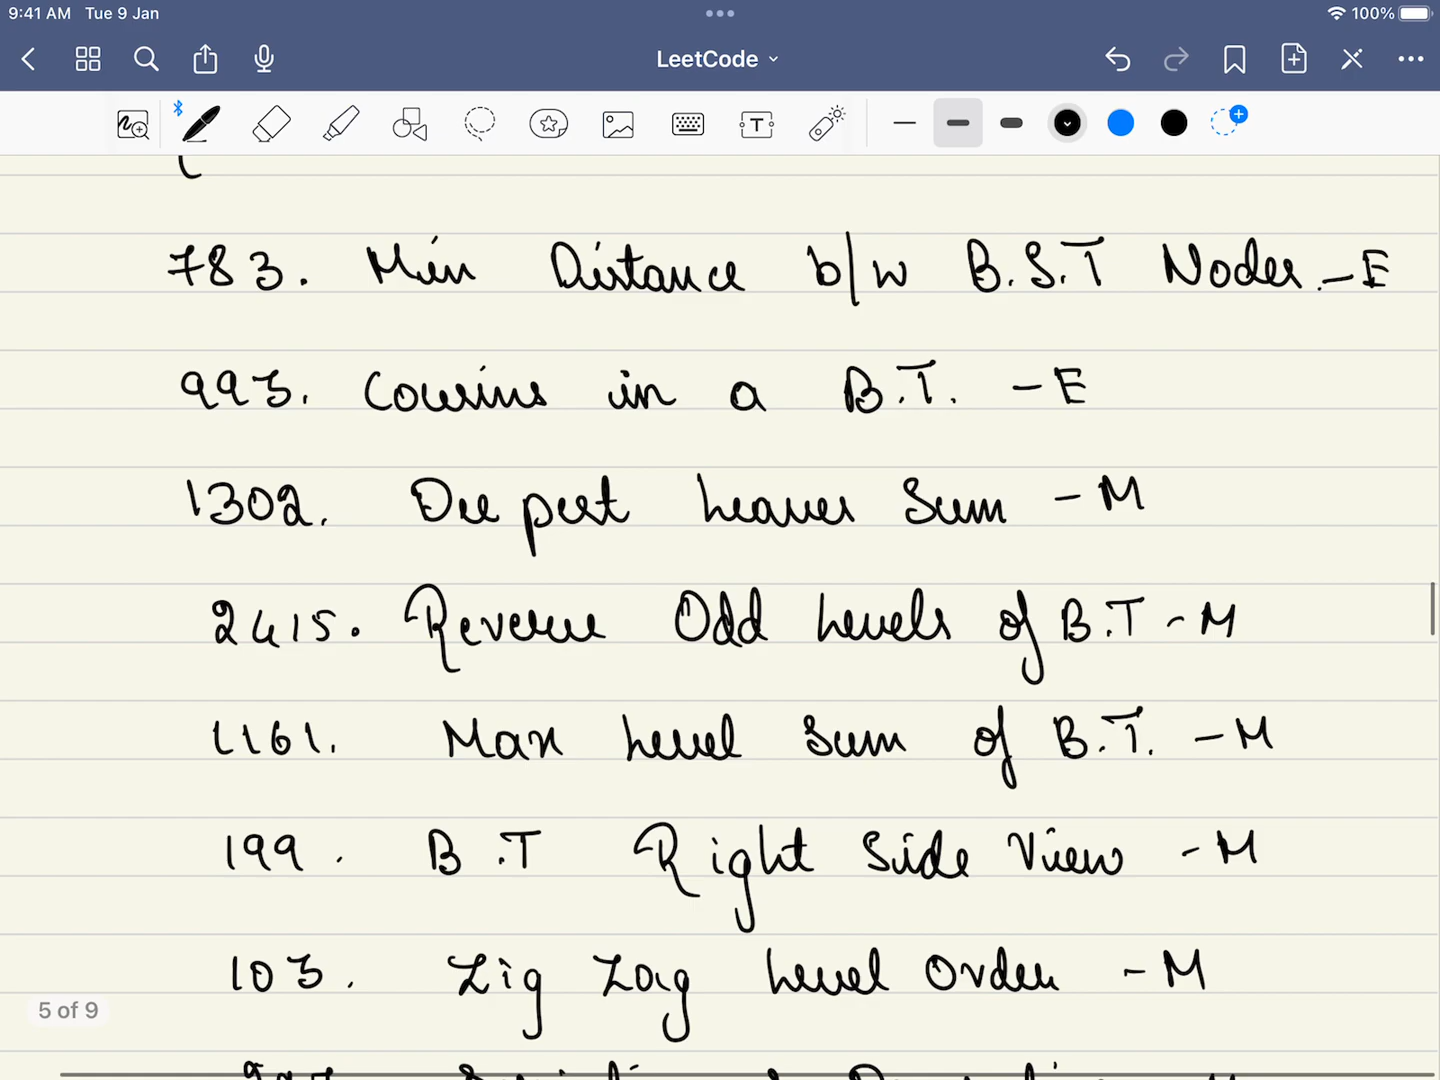 9:41 AM Tue 9 Jan 100%
LeetCode
T
783. Min Distance b/w B.S.T Nodes - E
993. Cousins in a B.T. - E
1302. Deepest Leaves Sum - M
2415. Reverse Odd Levels of B.T - M
1161. Max Level Sum of B.T. - M
199. B.T Right Side View - M
103. Zig Zag Level Order - M
5 of 9